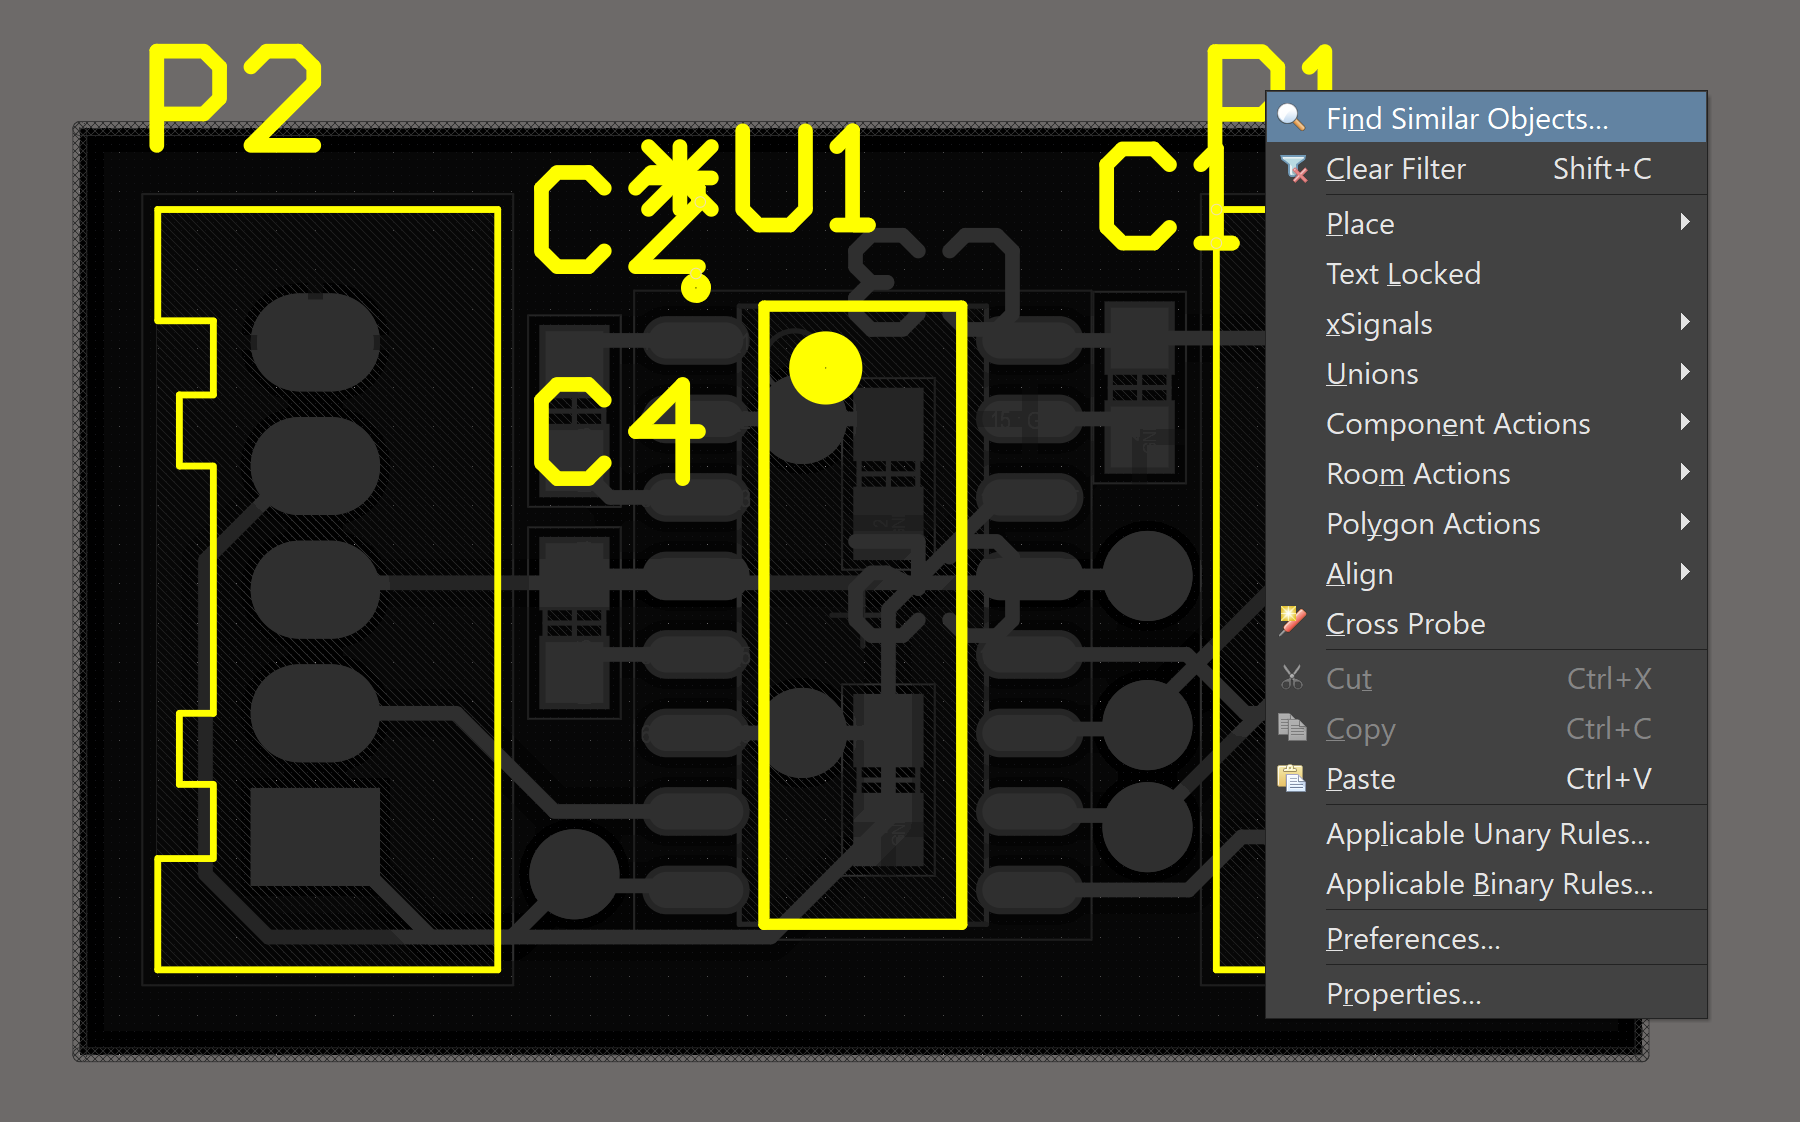 P2
P1
C2
*
U1
C1
C3
C4
C5
Find Similar Objects...
Clear Filter Shift+C
Place
Text Locked
xSignals
Unions
Component Actions
Room Actions
Polygon Actions
Align
Cross Probe
Cut Ctrl+X
Copy Ctrl+C
Paste Ctrl+V
Applicable Unary Rules...
Applicable Binary Rules...
Preferences...
Properties...